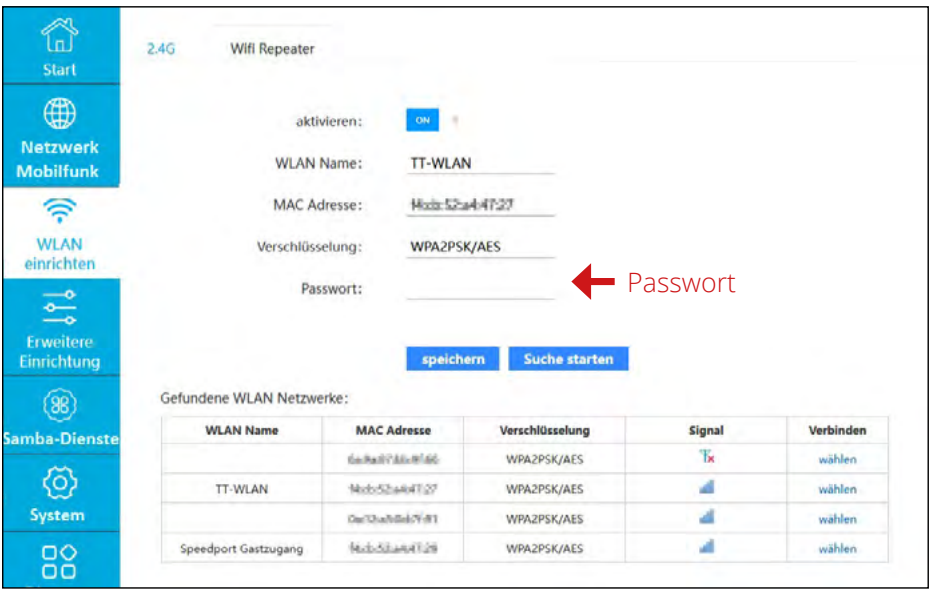 Start
Netzwerk
Mobilfunk
WLAN
einrichten
Erweitere
Einrichtung
Samba-Dienste
System
2.4G Wifi Repeater
aktivieren: ON
WLAN Name: TT-WLAN
MAC Adresse:
Verschlüsselung: WPA2PSK/AES
Passwort:
Passwort
speichern Suche starten
Gefundene WLAN Netzwerke:
WLAN Name MAC Adresse Verschlüsselung Signal Verbinden
WPA2PSK/AES wählen
TT-WLAN WPA2PSK/AES wählen
WPA2PSK/AES wählen
Speedport Gastzugang WPA2PSK/AES wählen